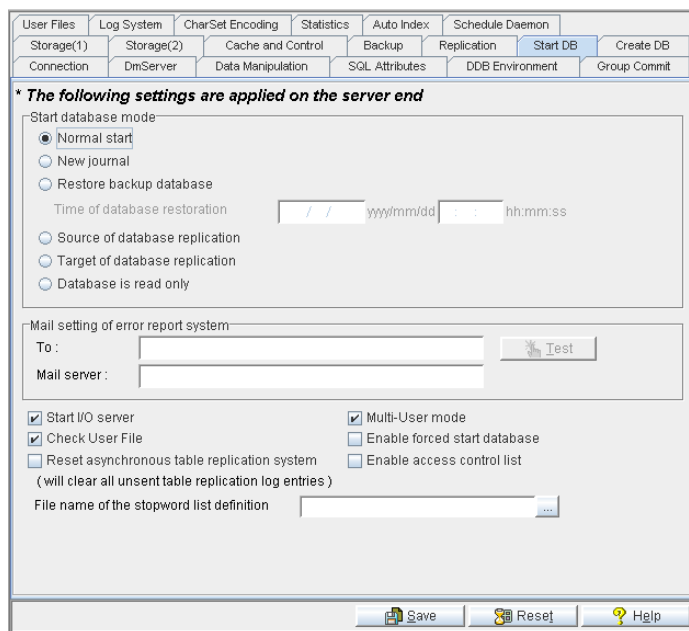 User Files Log System CharSet Encoding Statistics Auto Index Schedule Daemon
Storage(1) Storage(2) Cache and Control Backup Replication Start DB Create DB
Connection DmServer Data Manipulation SQL Attributes DDB Environment Group Commit
* The following settings are applied on the server end
Start database mode
Normal start
New journal
Restore backup database
Time of database restoration / / yyyy/mm/dd : : hh:mm:ss
Source of database replication
Target of database replication
Database is read only
Mail setting of error report system
To :
Test
Mail server :
Start I/O server Multi-User mode
Check User File Enable forced start database
Reset asynchronous table replication system Enable access control list
( will clear all unsent table replication log entries )
File name of the stopword list definition ...
Save Reset Help